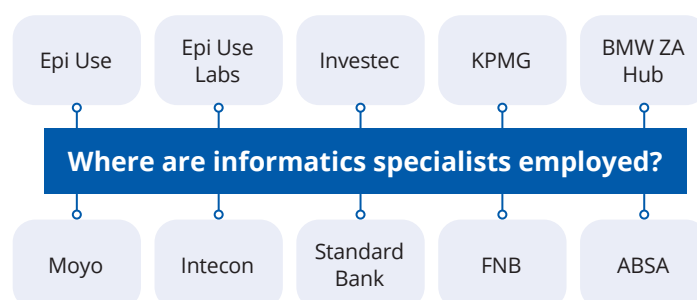 Epi Use
Epi Use
Labs
Investec
KPMG
BMW ZA
Hub
Where are informatics specialists employed?
Moyo
Intecon
Standard
Bank
FNB
ABSA